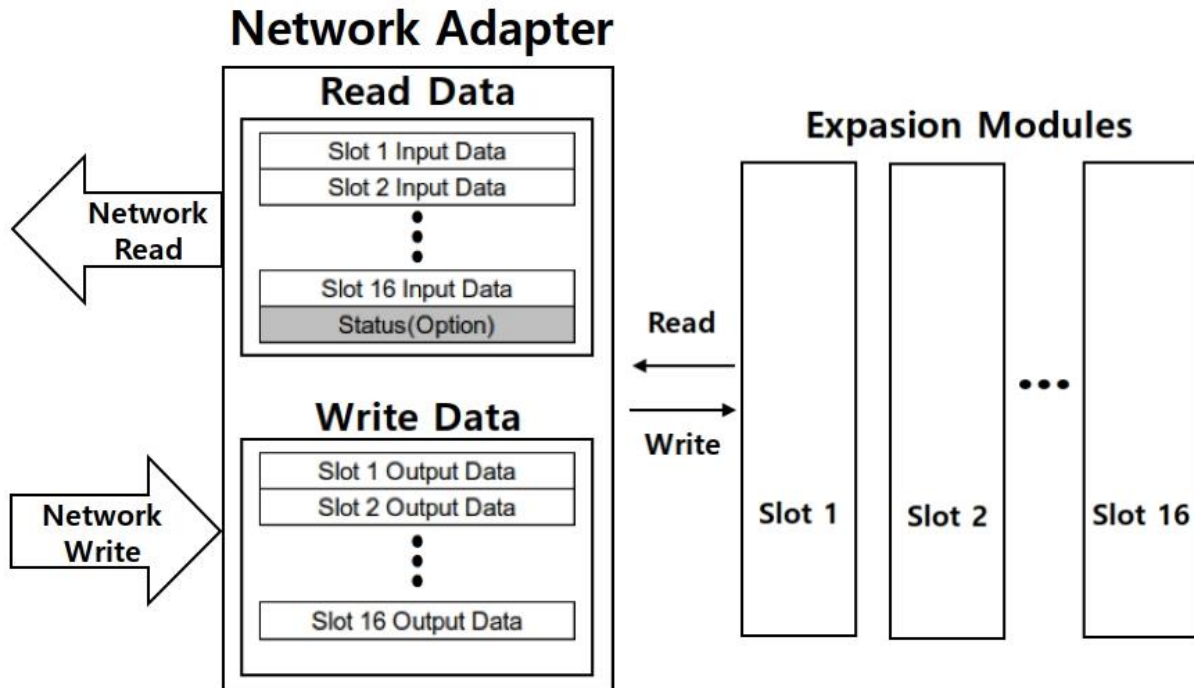 Network Adapter
Read Data
Slot 1 Input Data
Slot 2 Input Data
Slot 16 Input Data
Status(Option)
Network
Read
Write Data
Slot 1 Output Data
Slot 2 Output Data
Slot 16 Output Data
Network
Write
Read
Write
Expasion Modules
Slot 1
Slot 2
Slot 16